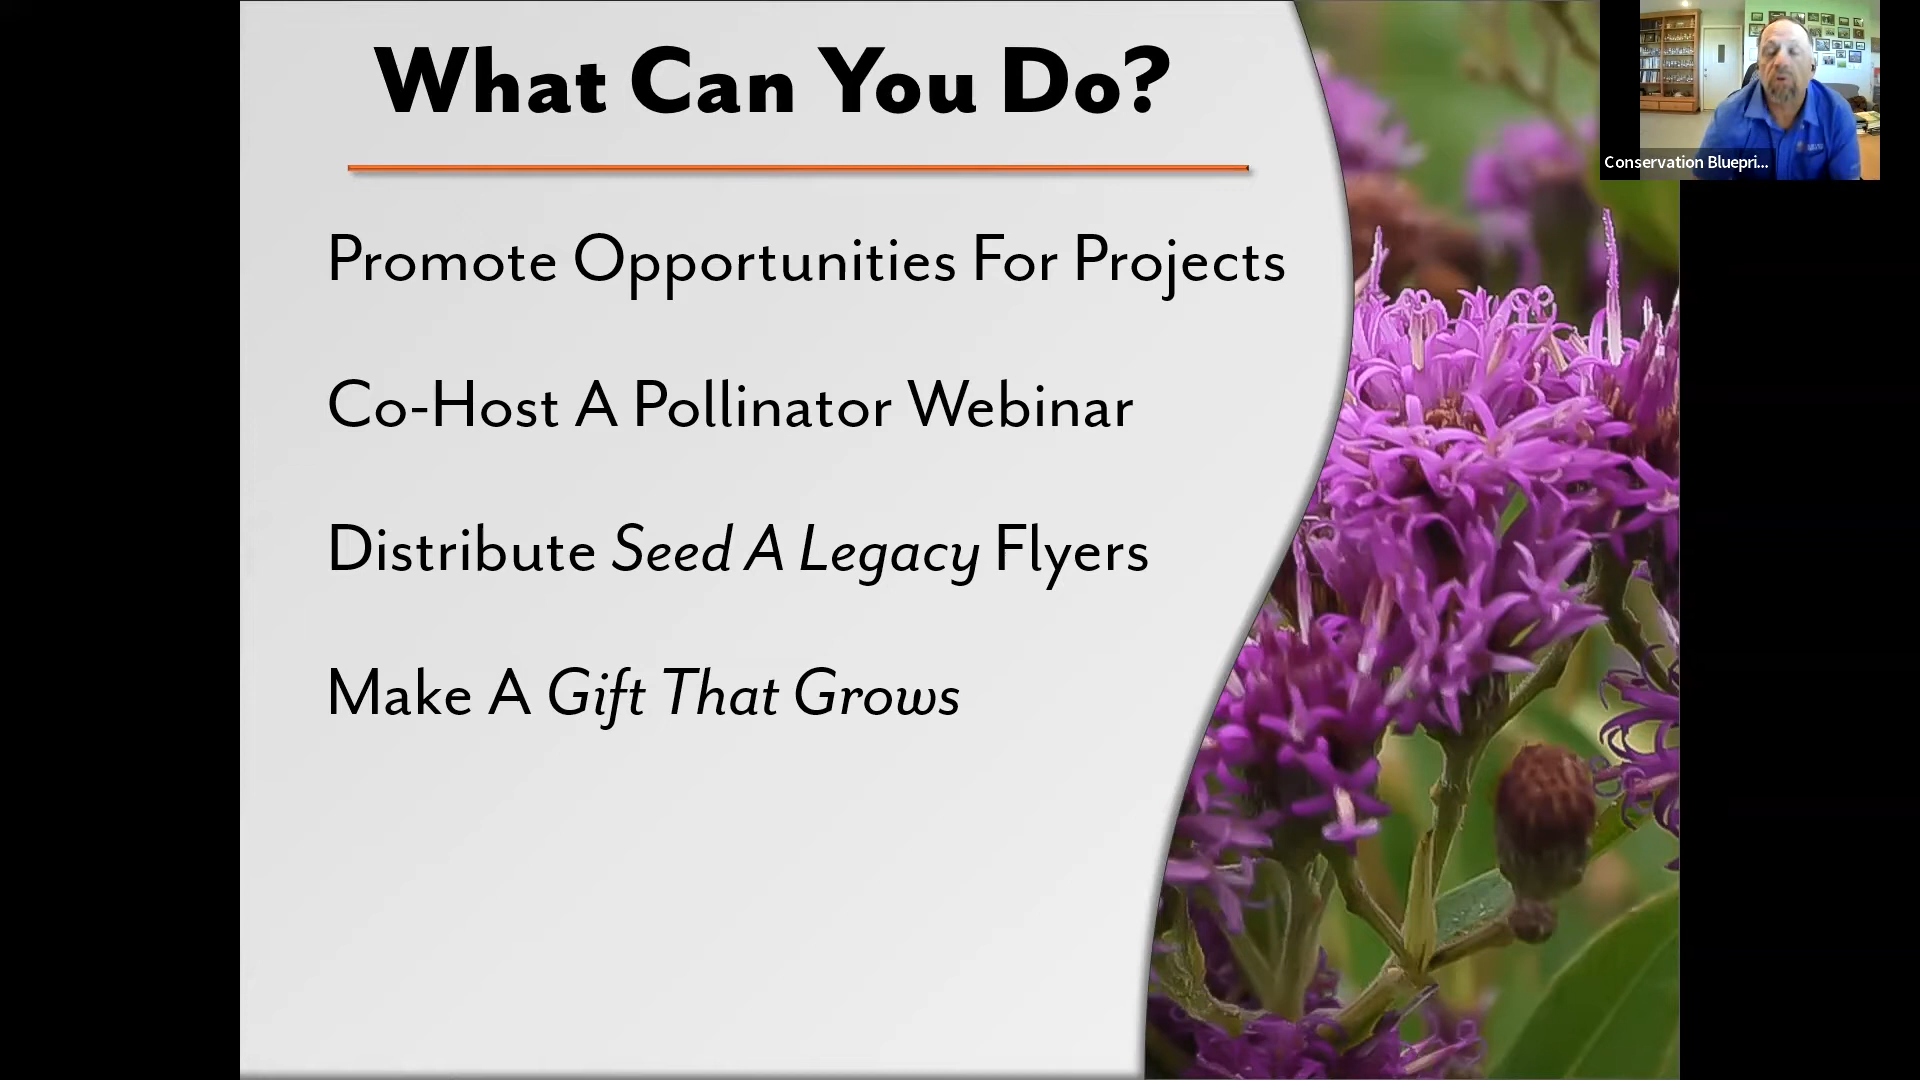 What Can You Do?
Conservation Bluepri...
Promote Opportunities For Projects
Co-Host A Pollinator Webinar
Distribute Seed A Legacy Flyers
Make A Gift That Grows